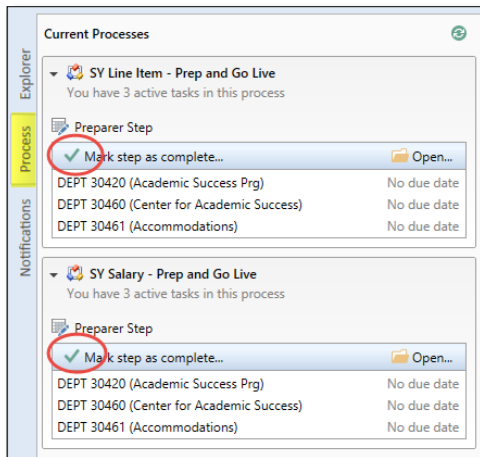 Current Processes
Explorer
Process
Notifications
SY Line Item - Prep and Go Live
You have 3 active tasks in this process
Preparer Step
Mark step as complete... Open...
DEPT 30420 (Academic Success Prg) No due date
DEPT 30460 (Center for Academic Success) No due date
DEPT 30461 (Accommodations) No due date
SY Salary - Prep and Go Live
You have 3 active tasks in this process
Preparer Step
Mark step as complete... Open...
DEPT 30420 (Academic Success Prg) No due date
DEPT 30460 (Center for Academic Success) No due date
DEPT 30461 (Accommodations) No due date